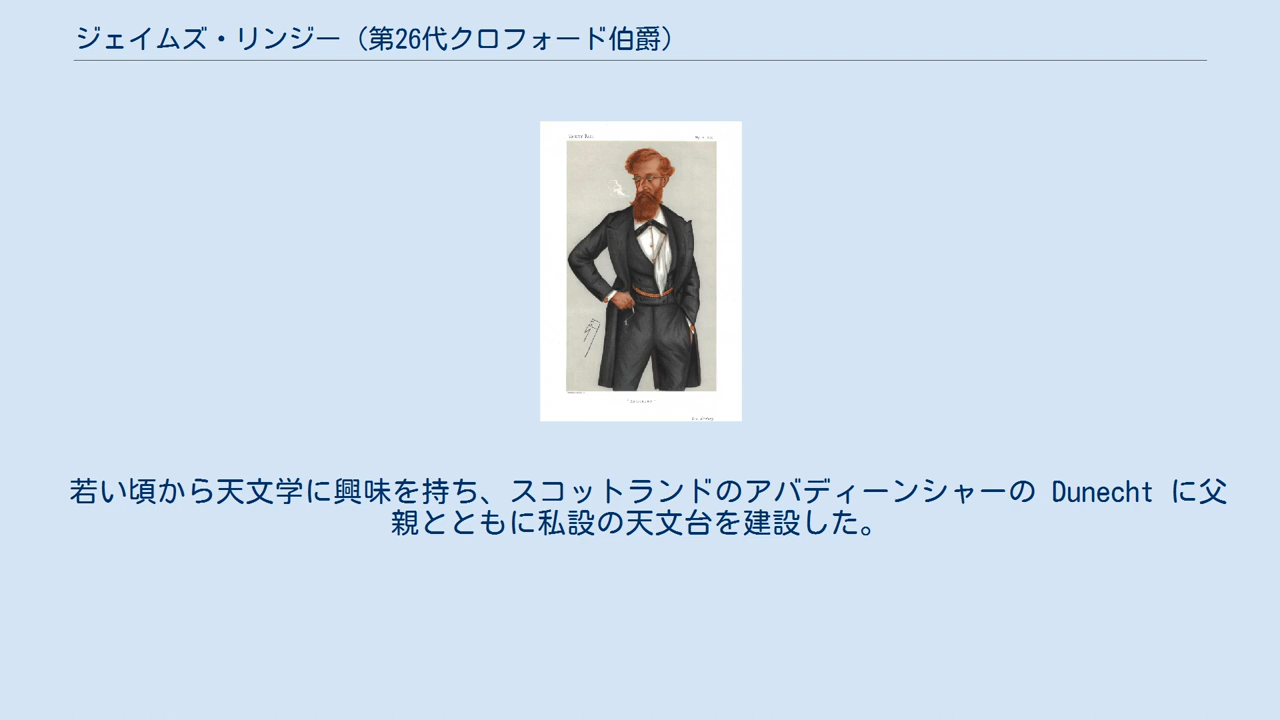 ジェイムズ・リンジー（第26代クロフォード伯爵）
若い頃から天文学に興味を持ち、スコットランドのアバディーンシャーの Dunecht に父
親とともに私設の天文台を建設した。